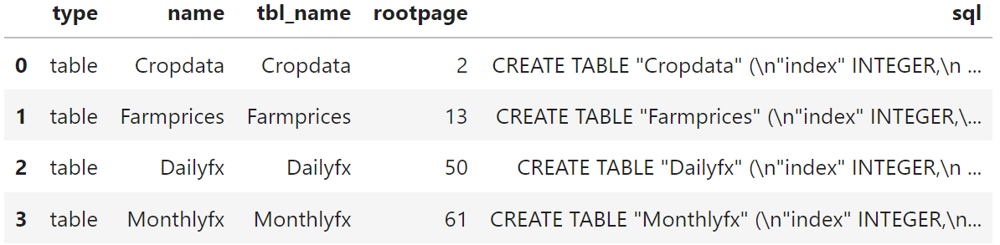 type name tbl_name rootpage sql
0 table Cropdata Cropdata 2 CREATE TABLE "Cropdata" (\n"index" INTEGER,\n ...
1 table Farmprices Farmprices 13 CREATE TABLE "Farmprices" (\n"index" INTEGER,\...
2 table Dailyfx Dailyfx 50 CREATE TABLE "Dailyfx" (\n"index" INTEGER,\n ...
3 table Monthlyfx Monthlyfx 61 CREATE TABLE "Monthlyfx" (\n"index" INTEGER,\n...